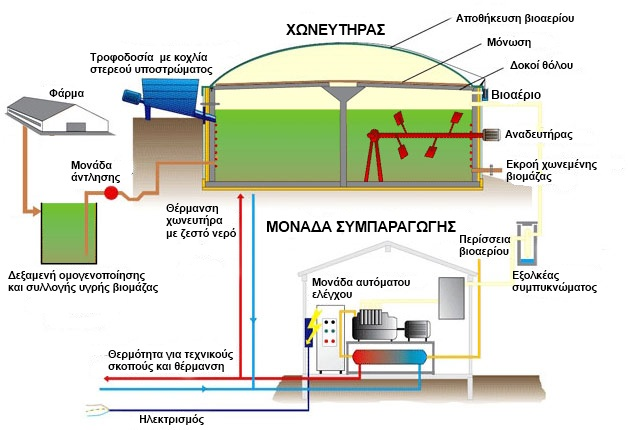 ΧΩΝΕΥΤΗΡΑΣ
Αποθήκευση βιοαερίου
Μόνωση
Δοκοί θόλου
Τροφοδοσία με κοχλία
στερεού υποστρώματος
Φάρμα
Βιοαέριο
Αναδευτήρας
Μονάδα
άντλησης
Εκροή χωνεμένης
βιομάζας
Θέρμανση
χωνευτήρα
με ζεστό νερό
ΜΟΝΑΔΑ ΣΥΜΠΑΡΑΓΩΓΗΣ
Περίσσεια
βιοαερίου
Δεξαμενή ομογενοποίησης
και συλλογής υγρής βιομάζας
Μονάδα αυτόματου
ελέγχου
Εξολκέας
συμπυκνώματος
Θερμότητα για τεχνικούς
σκοπούς και θέρμανση
Ηλεκτρισμός